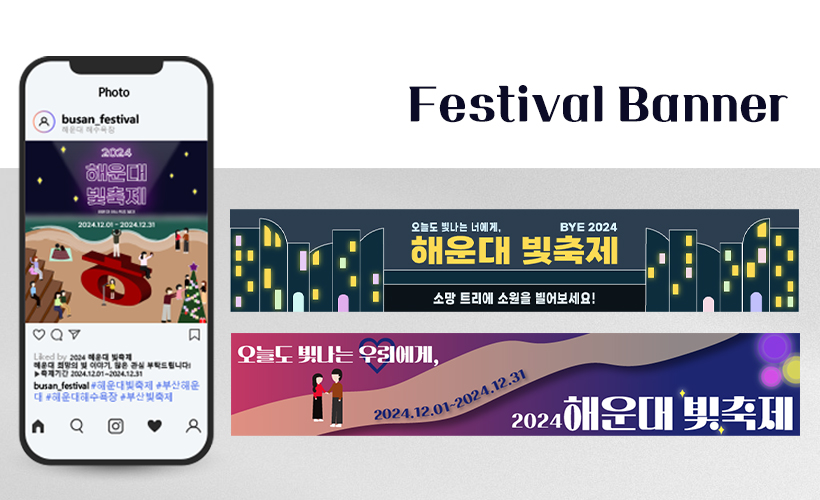 Festival Banner
Photo
busan_festival
해운대 해수욕장
2024
해운대
빛축제
2024.12.01 ~ 2024.12.31
Liked by 2024 해운대 빛축제
해운대 희망의 빛 이야기, 많은 관심 부탁드립니다!
▶축제기간 2024.12.01~2024.12.31
busan_festival #해운대빛축제 #부산해운
대 #해운대해수욕장 #부산빛축제
오늘도 빛나는 너에게,
BYE 2024
해운대 빛축제
소망 트리에 소원을 빌어보세요!
오늘도 빛나는 우리에게,
2024.12.01-2024.12.31
2024해운대 빛축제